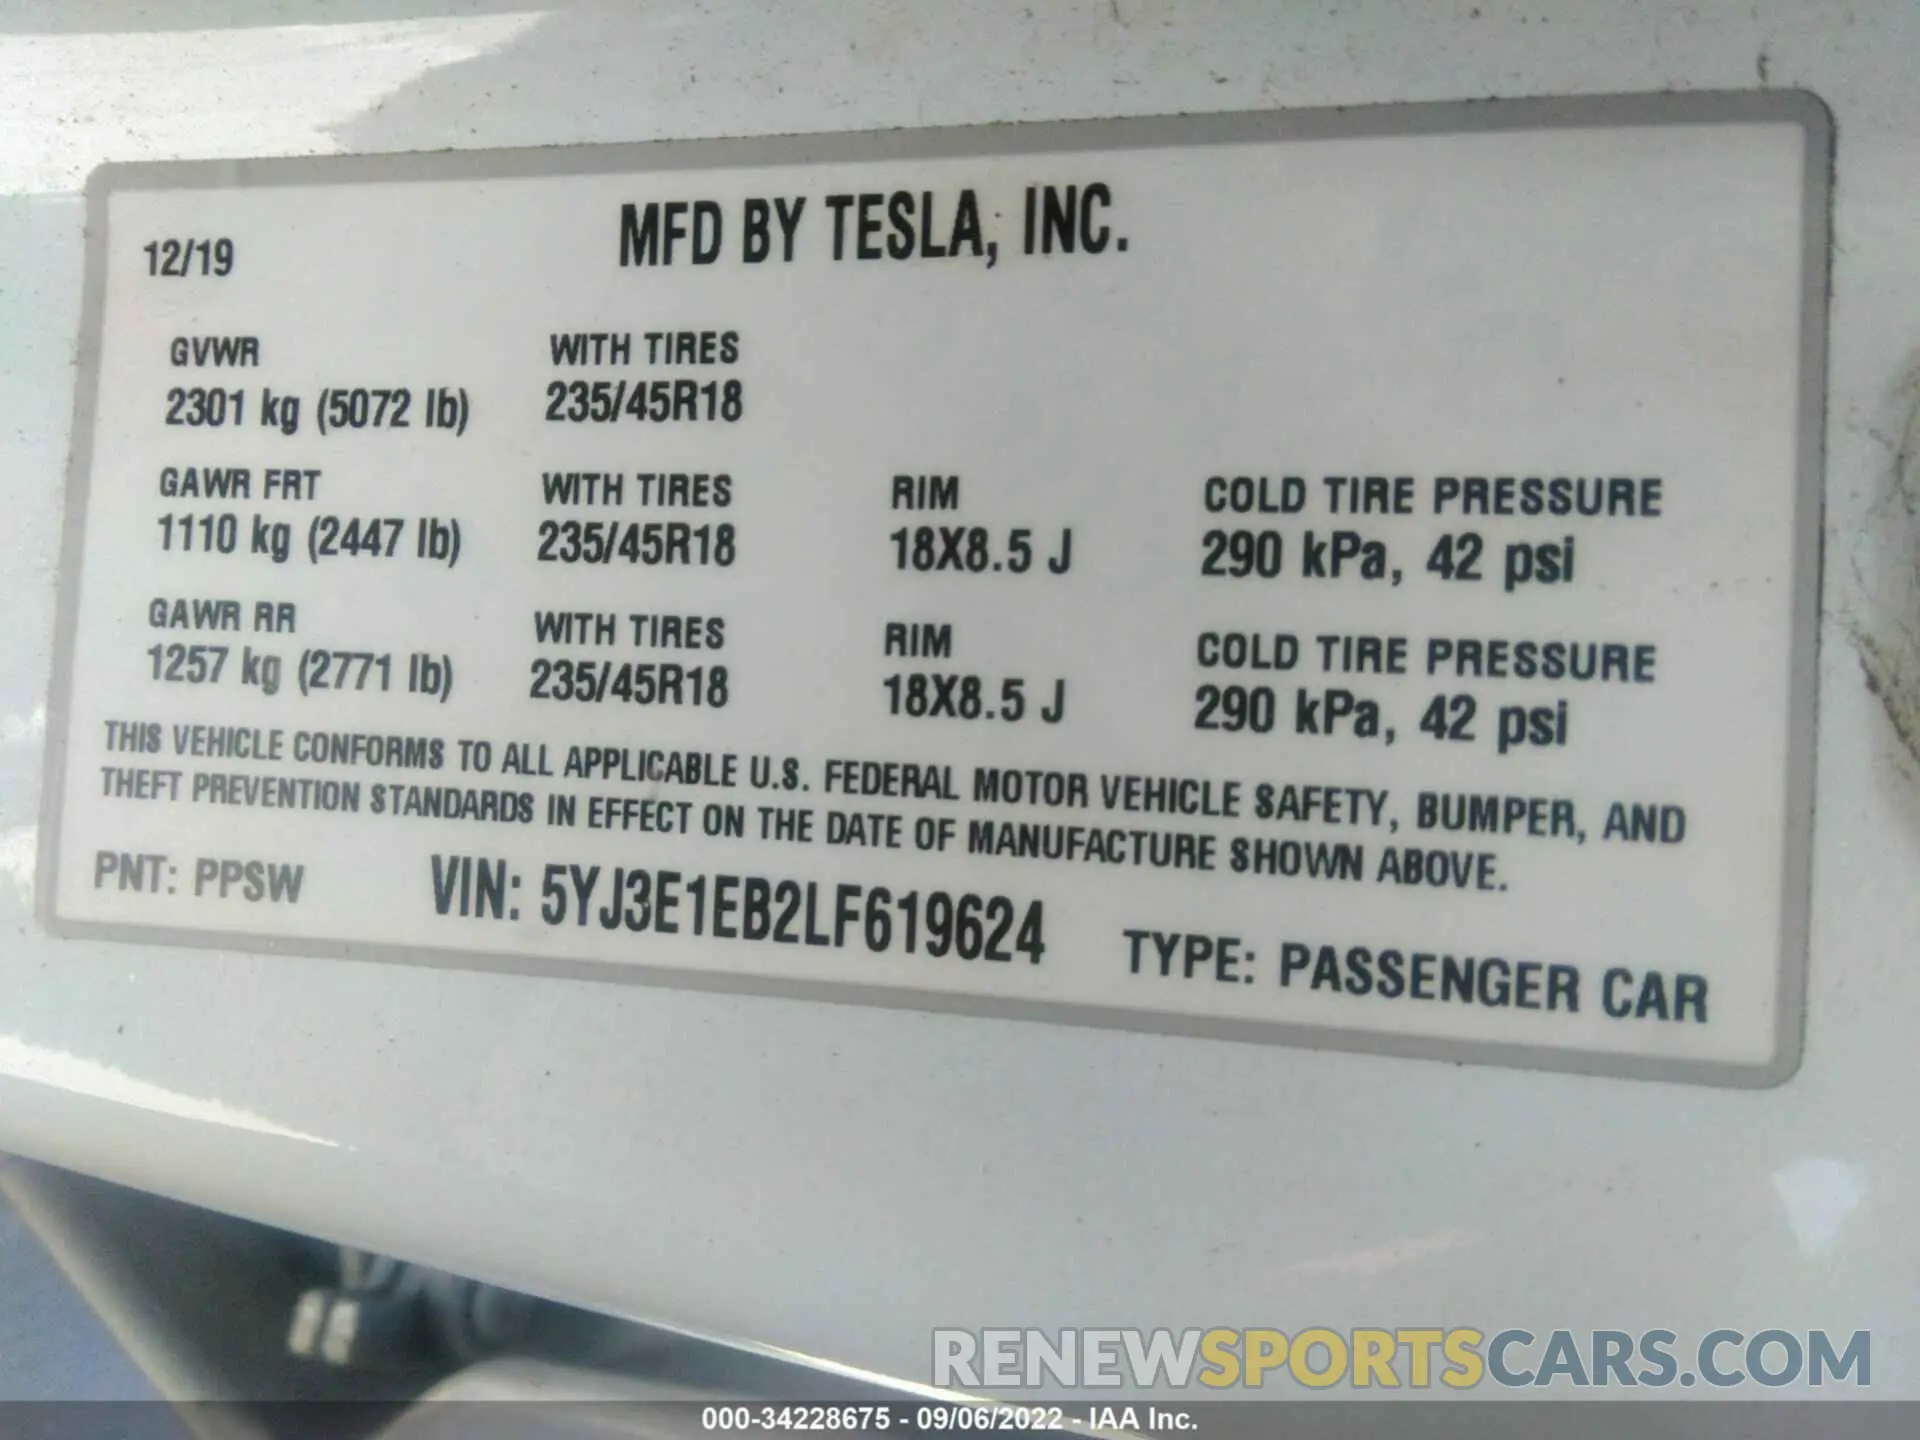 12/19 MFD BY TESLA, INC.
GVWR WITH TIRES
2301 kg (5072 lb) 235/45R18
GAWR FRT WITH TIRES RIM COLD TIRE PRESSURE
1110 kg (2447 lb) 235/45R18 18X8.5 J 290 kPa, 42 psi
GAWR RR WITH TIRES RIM COLD TIRE PRESSURE
1257 kg (2771 lb) 235/45R18 18X8.5 J 290 kPa, 42 psi
THIS VEHICLE CONFORMS TO ALL APPLICABLE U.S. FEDERAL MOTOR VEHICLE SAFETY, BUMPER, AND
THEFT PREVENTION STANDARDS IN EFFECT ON THE DATE OF MANUFACTURE SHOWN ABOVE.
PNT: PPSW VIN: 5YJ3E1EB2LF619624 TYPE: PASSENGER CAR
RENEWSPORTSCARS.COM
000-34228675 - 09/06/2022 - IAA Inc.